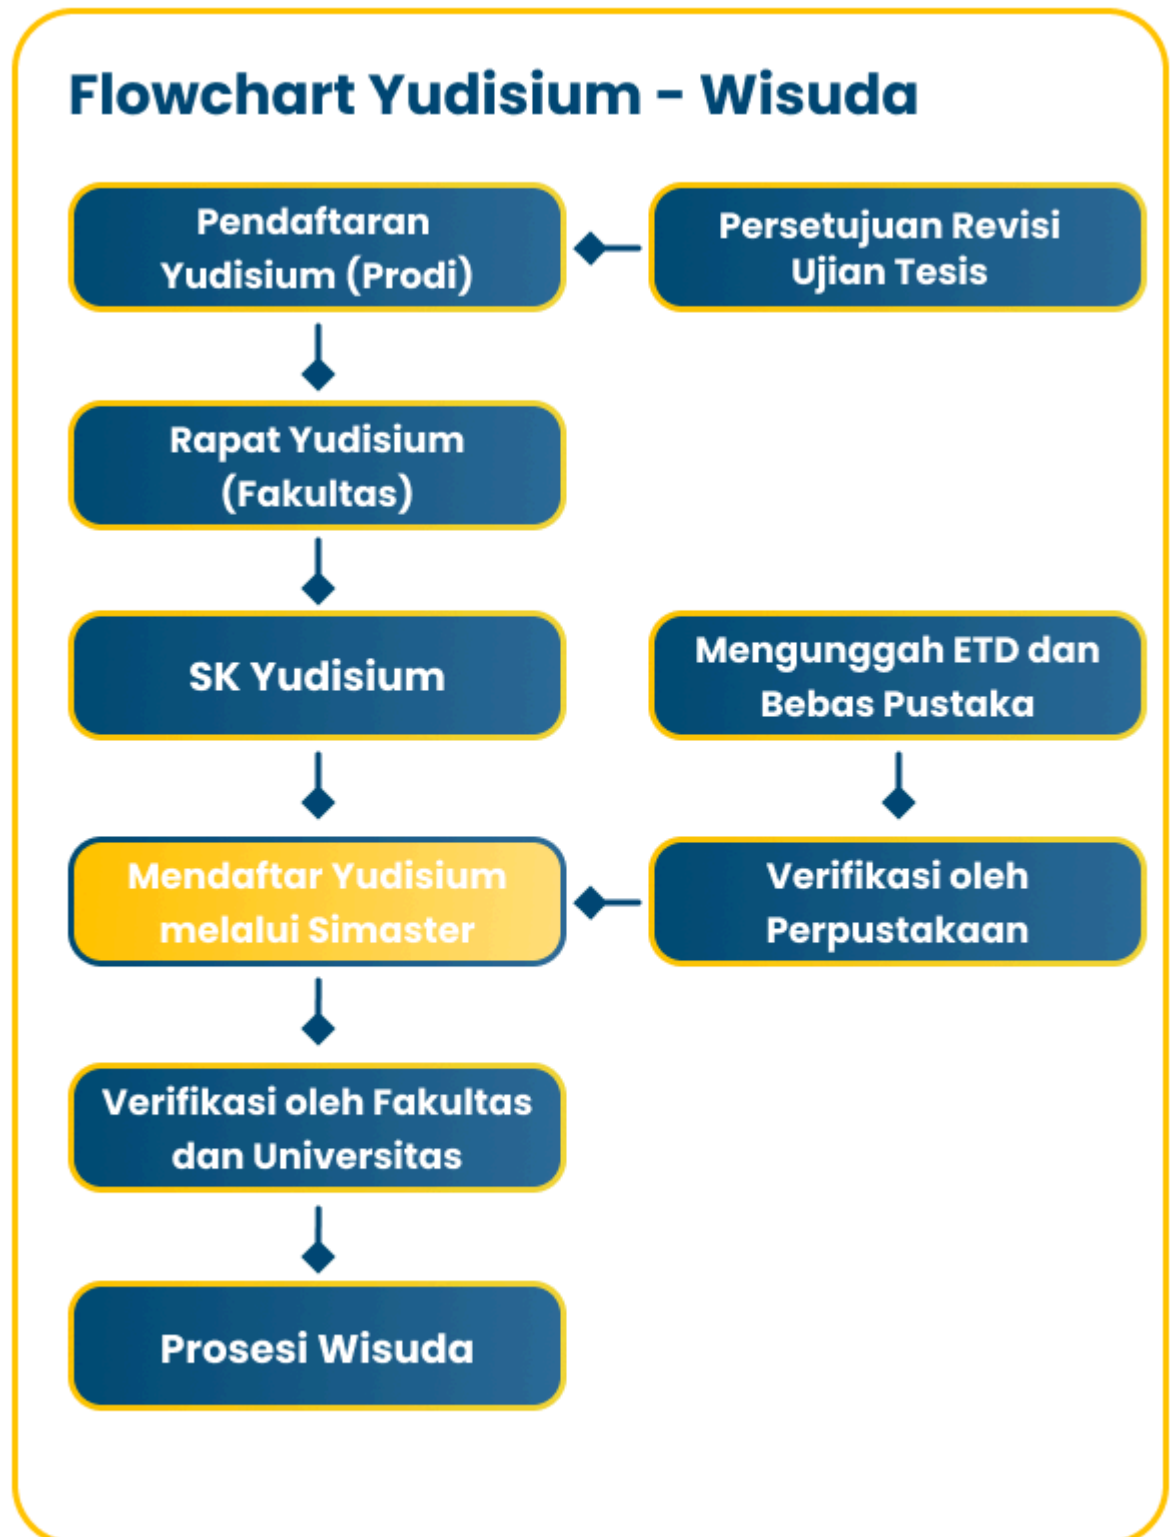 Flowchart Yudisium - Wisuda
Pendaftaran
Yudisium (Prodi)
Persetujuan Revisi
Ujian Tesis
Rapat Yudisium
(Fakultas)
SK Yudisium
Mengunggah ETD dan
Bebas Pustaka
Mendaftar Yudisium
melalui Simaster
Verifikasi oleh
Perpustakaan
Verifikasi oleh Fakultas
dan Universitas
Prosesi Wisuda